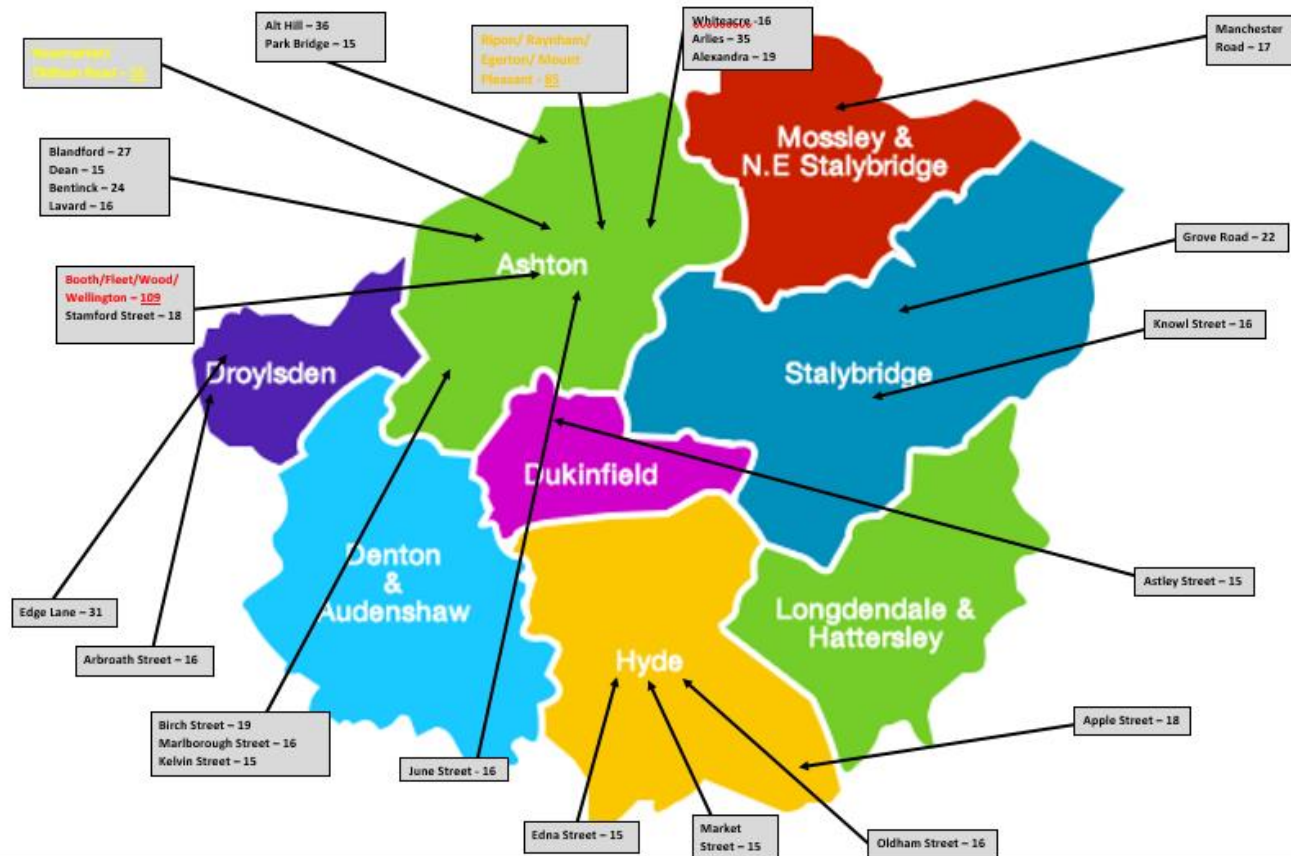 Alt Hill – 36
Park Bridge – 15
Ripon/ Raynham/
Egerton/ Mount
Pleasant - 85
Whiteacre -16
Arlies – 35
Alexandra – 19
Manchester
Road – 17
Oldham Road -
Blandford – 27
Dean – 15
Bentinck – 24
Lavard – 16
Mossley &
N.E Stalybridge
Grove Road – 22
Ashton
Booth/Fleet/Wood/
Wellington – 109
Stamford Street – 18
Knowl Street – 16
Droylsden
Stalybridge
Dukinfield
Denton
&
Audenshaw
Astley Street – 15
Longdendale &
Hattersley
Edge Lane – 31
Arbroath Street – 16
Hyde
Birch Street – 19
Marlborough Street – 16
Kelvin Street – 15
June Street - 16
Apple Street – 18
Edna Street – 15
Market
Street – 15
Oldham Street – 16